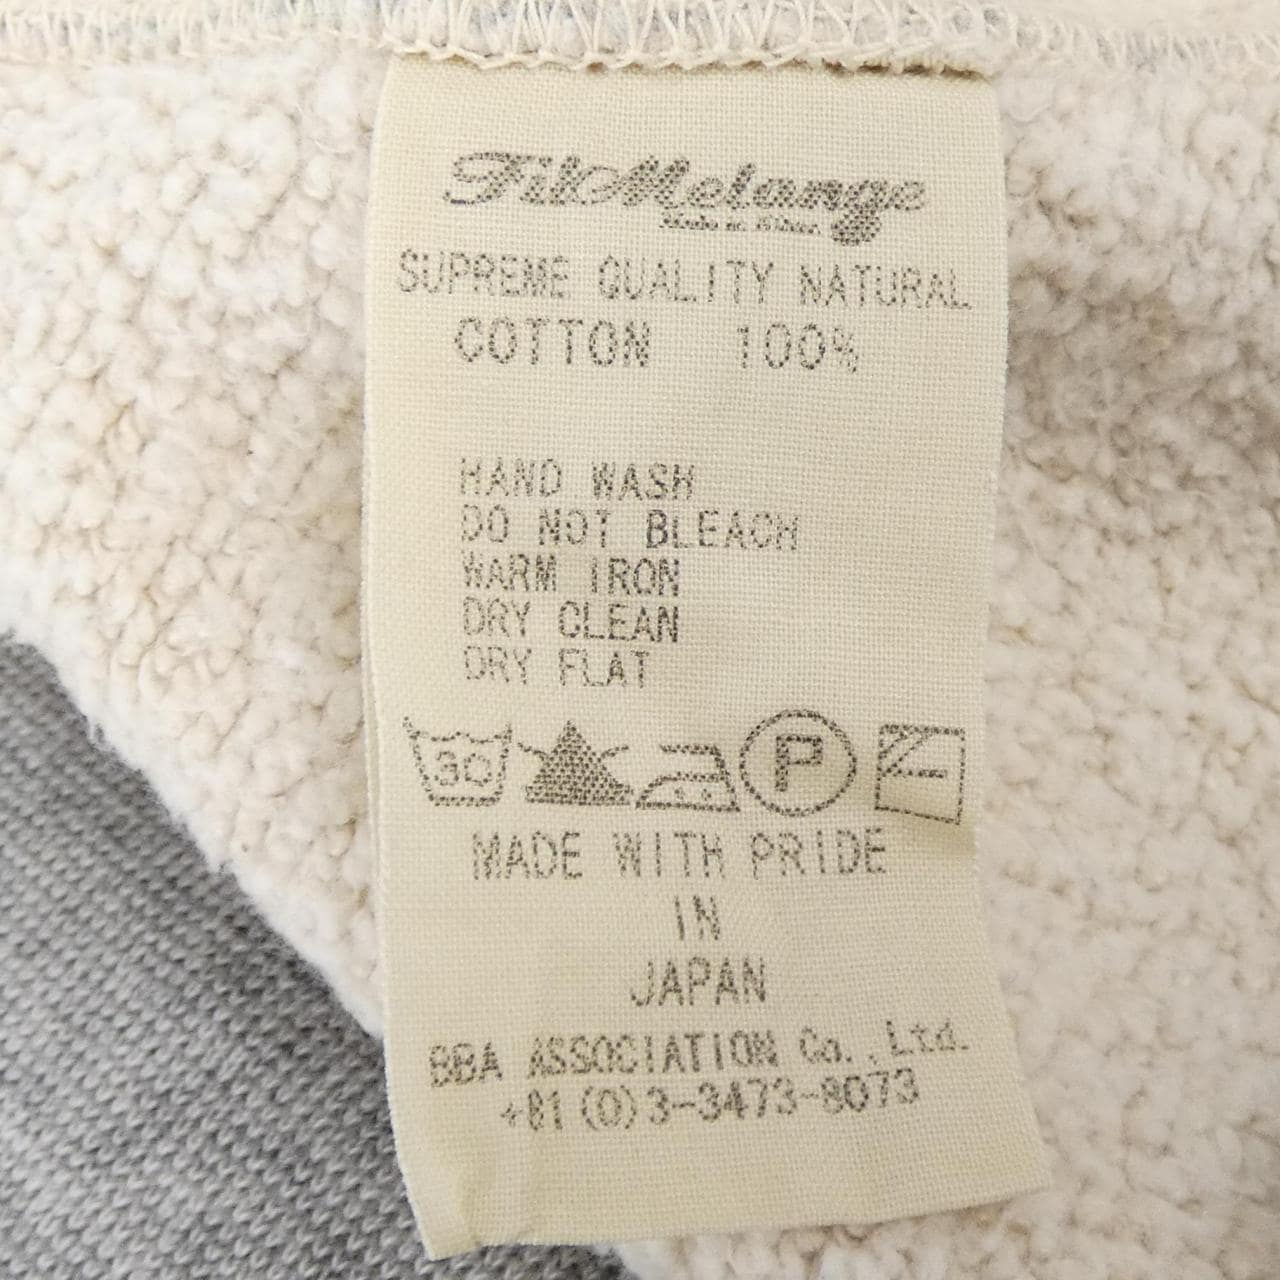 FilMelange
SUPREME QUALITY NATURAL
COTTON 100%
HAND WASH
DO NOT BLEACH
WARM IRON
DRY CLEAN
DRY FLAT
30
P
MADE WITH PRIDE
IN
JAPAN
BBA ASSOCIATION Co.,Ltd.
+81(0)3-3473-8073